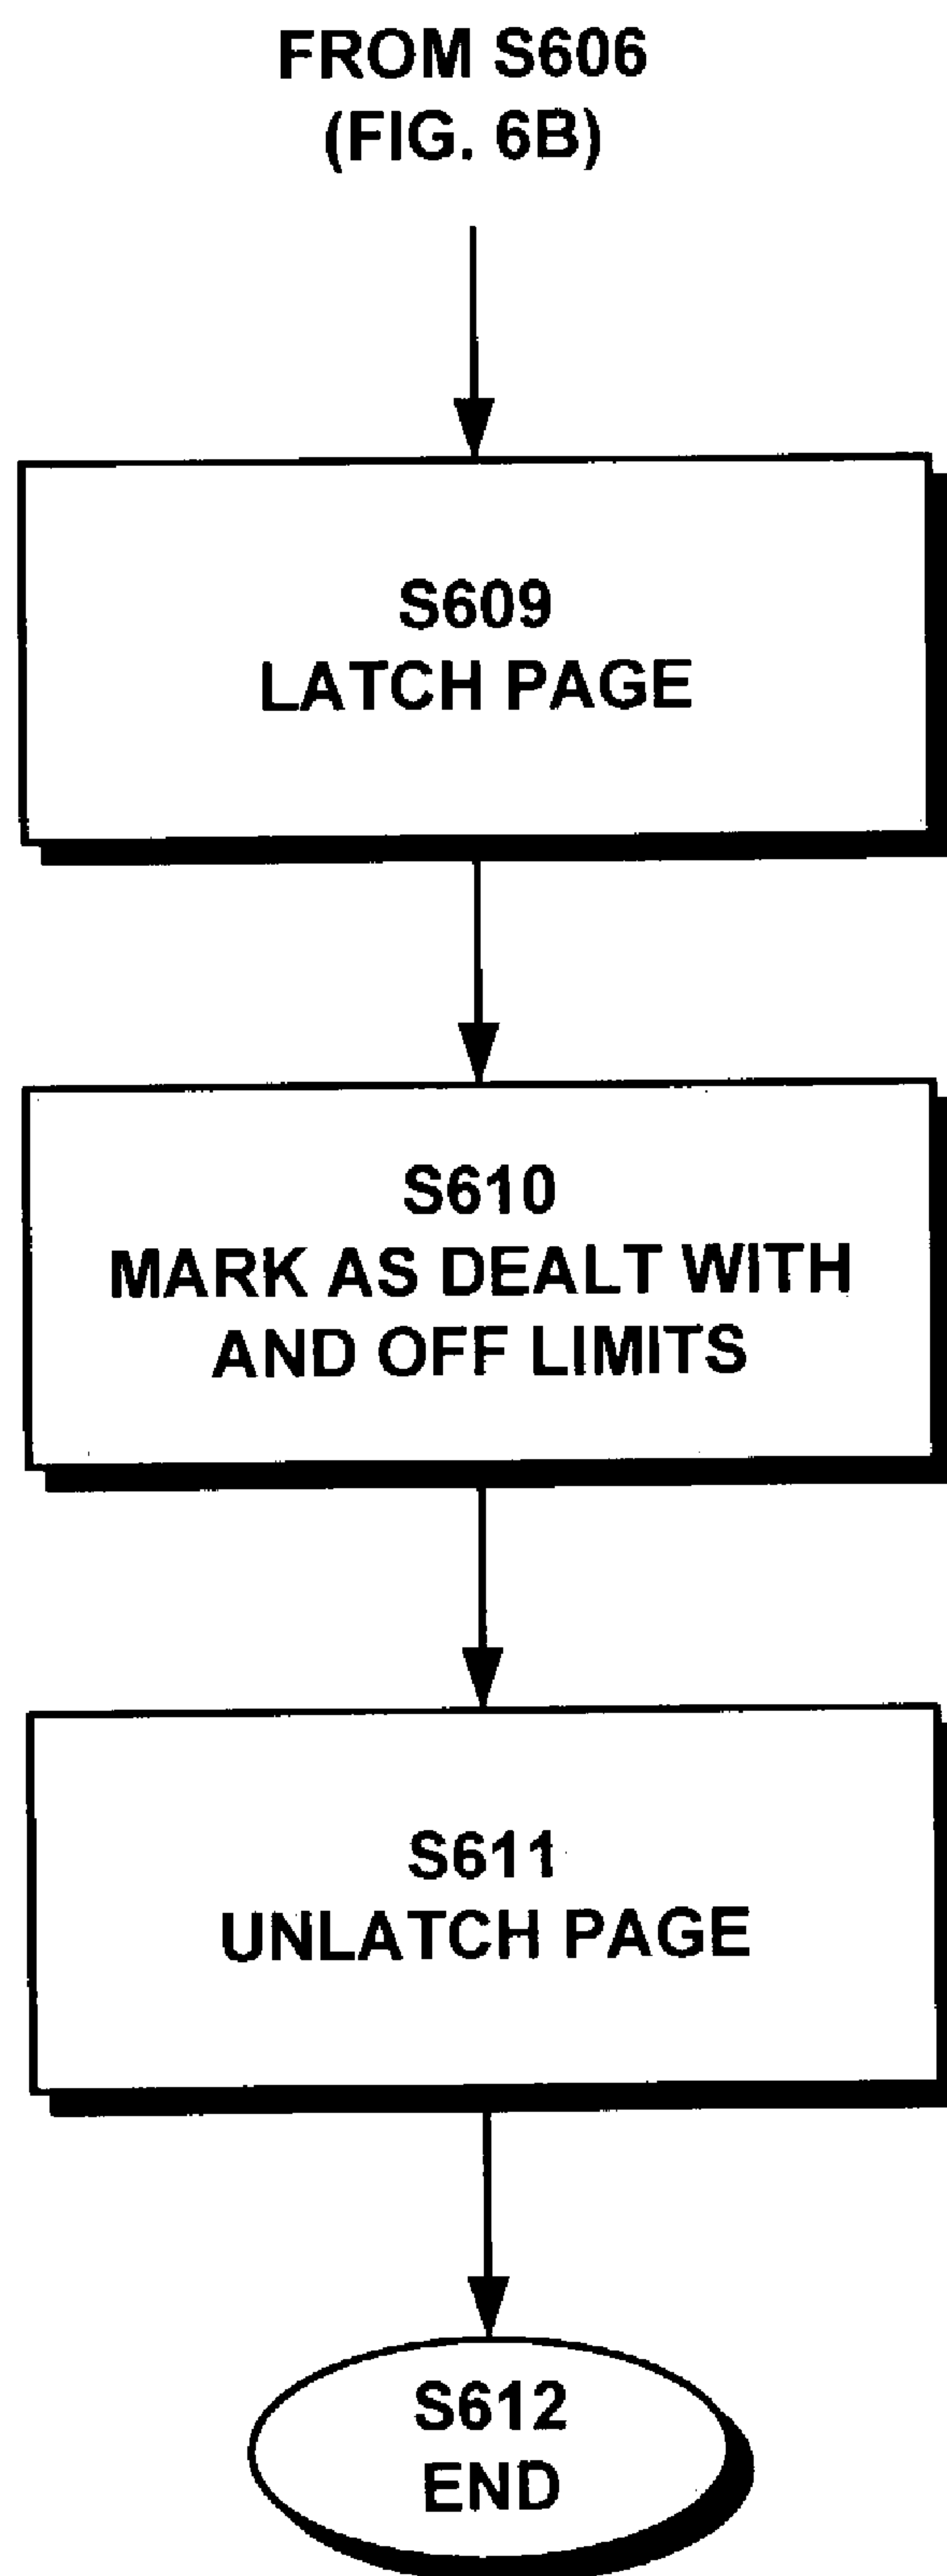 FROM S606
(FIG. 6B)
S609
LATCH PAGE
S610
MARK AS DEALT WITH
AND OFF LIMITS
S611
UNLATCH PAGE
S612
END